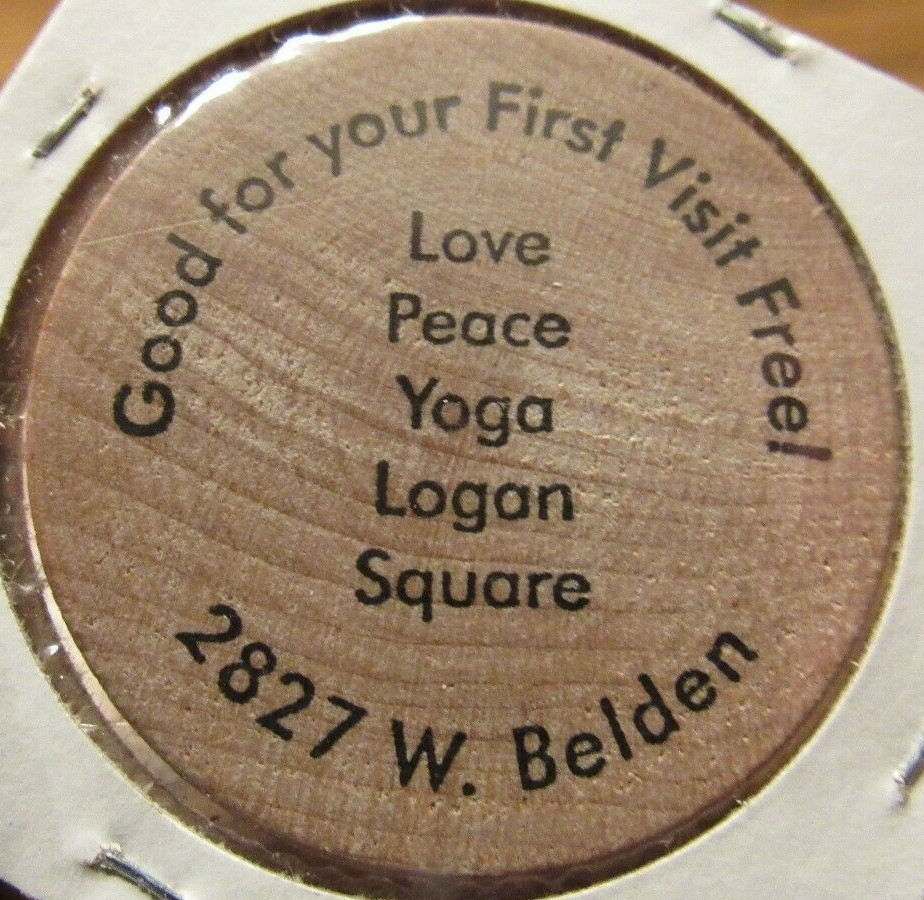 Good for your First Visit Free!
Love
Peace
Yoga
Logan
Square
2827 W. Belden